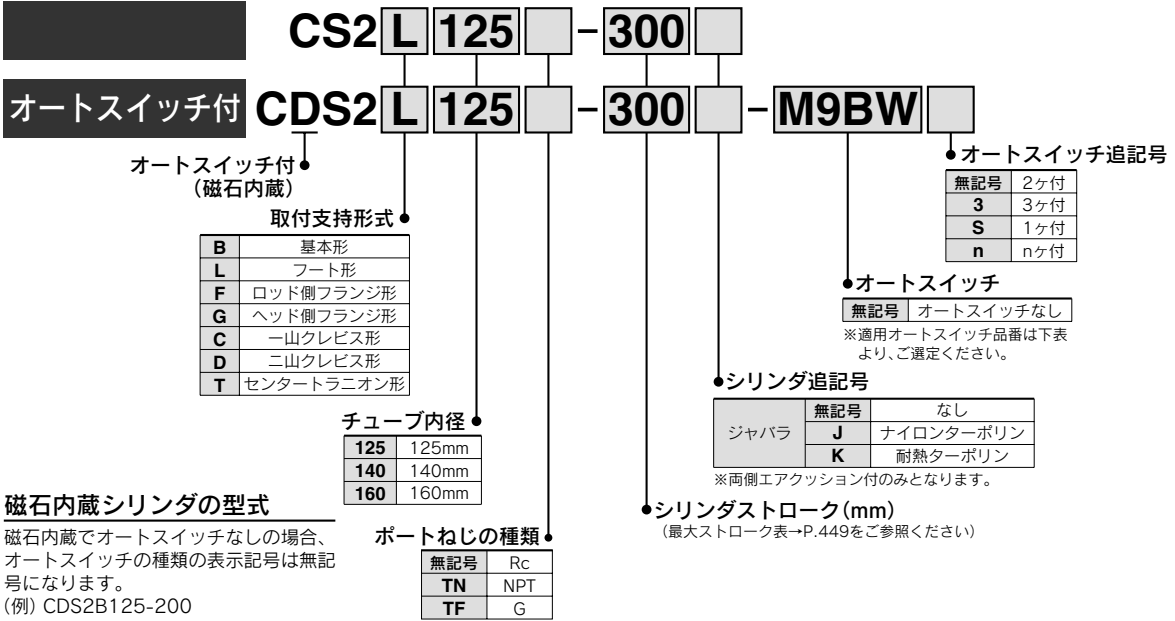 CS2 L 125 - 300
オートスイッチ付 CDS2 L 125 - 300 - M9BW
オートスイッチ付
(磁石内蔵)
取付支持形式
B 基本形
L フート形
F ロッド側フランジ形
G ヘッド側フランジ形
C 一山クレビス形
D 二山クレビス形
T センタートラニオン形
チューブ内径
125 125mm
140 140mm
160 160mm
ポートねじの種類
無記号 Rc
TN NPT
TF G
オートスイッチ追記号
無記号 2ヶ付
3 3ヶ付
S 1ヶ付
n nヶ付
オートスイッチ
無記号 オートスイッチなし
※適用オートスイッチ品番は下表
より、ご選定ください。
シリンダ追記号
ジャバラ
無記号 なし
J ナイロンターポリン
K 耐熱ターポリン
※両側エアクッション付のみとなります。
シリンダストローク(mm)
(最大ストローク表→P.449をご参照ください)
磁石内蔵シリンダの型式
磁石内蔵でオートスイッチなしの場合、
オートスイッチの種類の表示記号は無記
号になります。
(例) CDS2B125-200